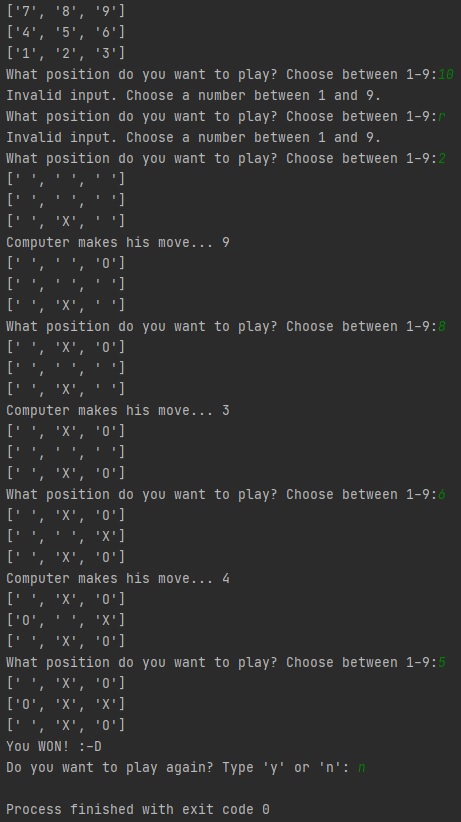 ['7', '8', '9']
['4', '5', '6']
['1', '2', '3']
What position do you want to play? Choose between 1-9:10
Invalid input. Choose a number between 1 and 9.
What position do you want to play? Choose between 1-9:r
Invalid input. Choose a number between 1 and 9.
What position do you want to play? Choose between 1-9:2
[' ', ' ', ' ']
[' ', ' ', ' ']
[' ', 'X', ' ']
Computer makes his move... 9
[' ', ' ', 'O']
[' ', ' ', ' ']
[' ', 'X', ' ']
What position do you want to play? Choose between 1-9:8
[' ', 'X', 'O']
[' ', ' ', ' ']
[' ', 'X', ' ']
Computer makes his move... 3
[' ', 'X', 'O']
[' ', ' ', ' ']
[' ', 'X', 'O']
What position do you want to play? Choose between 1-9:6
[' ', 'X', 'O']
[' ', ' ', 'X']
[' ', 'X', 'O']
Computer makes his move... 4
[' ', 'X', 'O']
['O', ' ', 'X']
[' ', 'X', 'O']
What position do you want to play? Choose between 1-9:5
[' ', 'X', 'O']
['O', 'X', 'X']
[' ', 'X', 'O']
You WON! :-D
Do you want to play again? Type 'y' or 'n': n
Process finished with exit code 0